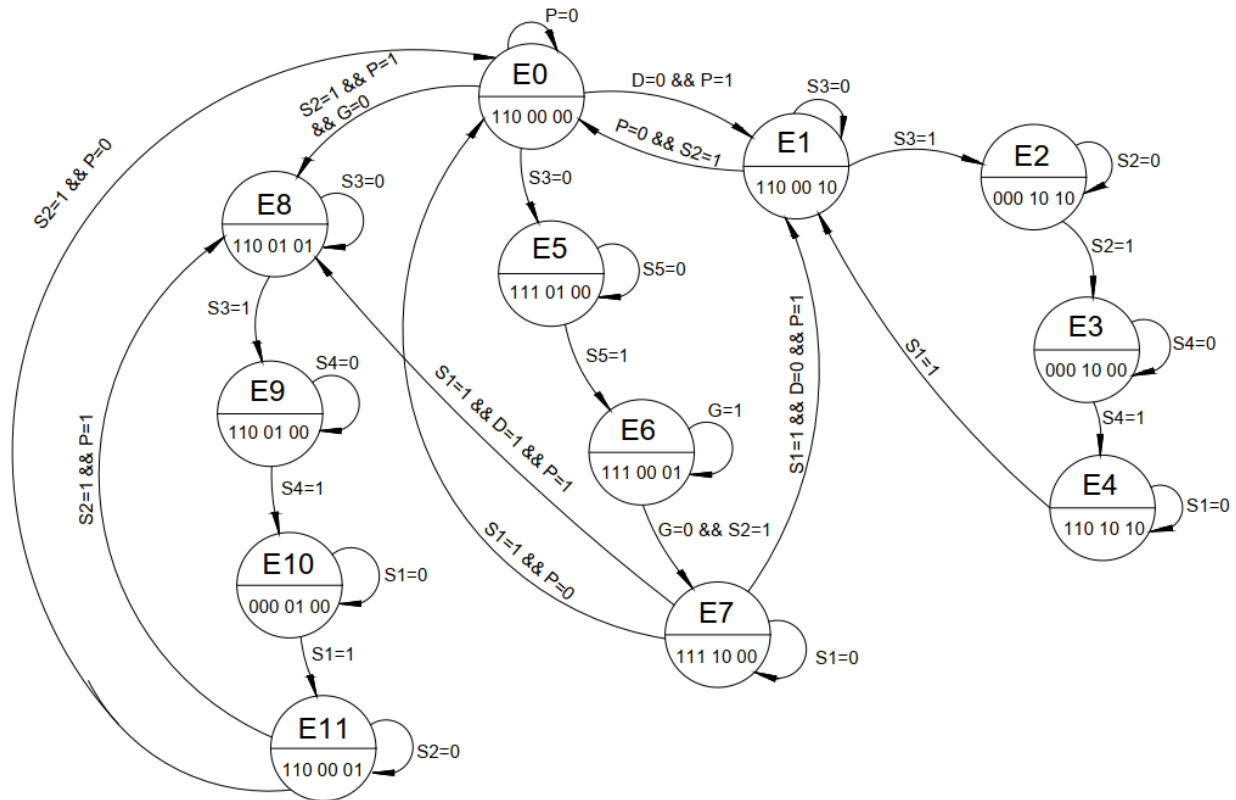 P=0
E0
110 00 00
S2=1 && P=1
&& G=0
D=0 && P=1
P=0 && S2=1
S3=0
E1
110 00 10
S3=1
E2
000 10 10
S2=0
S2=1 && P=0
E8
110 01 01
S3=0
S3=0
E5
111 01 00
S5=0
S2=1
E3
000 10 00
S4=0
S3=1
S5=1
S1=1 && D=0 && P=1
S1=1
E9
110 01 00
S4=0
S1=1 && D=1 && P=1
E6
111 00 01
G=1
S4=1
E4
110 10 10
S1=0
S2=1 && P=1
S4=1
G=0 && S2=1
S1=1 && P=0
E10
000 01 00
S1=0
E7
111 10 00
S1=0
S1=1
E11
110 00 01
S2=0